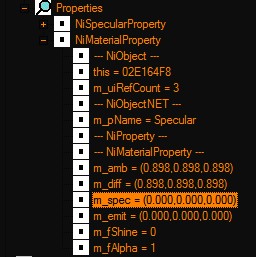 Properties
NiSpecularProperty
NiMaterialProperty
--- NiObject ---
this = 02E164F8
m_uiRefCount = 3
--- NiObjectNET ---
m_pName = Specular
--- NiProperty ---
--- NiMaterialProperty ---
m_amb = (0.898,0.898,0.898)
m_diff = (0.898,0.898,0.898)
m_spec = (0.000,0.000,0.000)
m_emit = (0.000,0.000,0.000)
m_fShine = 0
m_fAlpha = 1